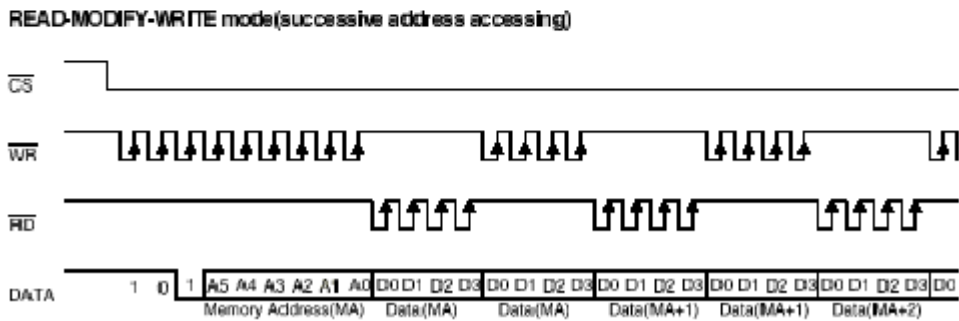 READ-MODIFY-WRITE mode(successive address accessing)
CS
WR
RD
DATA 1 0 1 A5 A4 A3 A2 A1 A0 D0 D1 D2 D3 D0 D1 D2 D3 D0 D1 D2 D3 D0 D1 D2 D3 D0 D1 D2 D3 D0
Memory Address(MA) Data(MA) Data(MA) Data(MA+1) Data(MA+1) Data(MA+2)